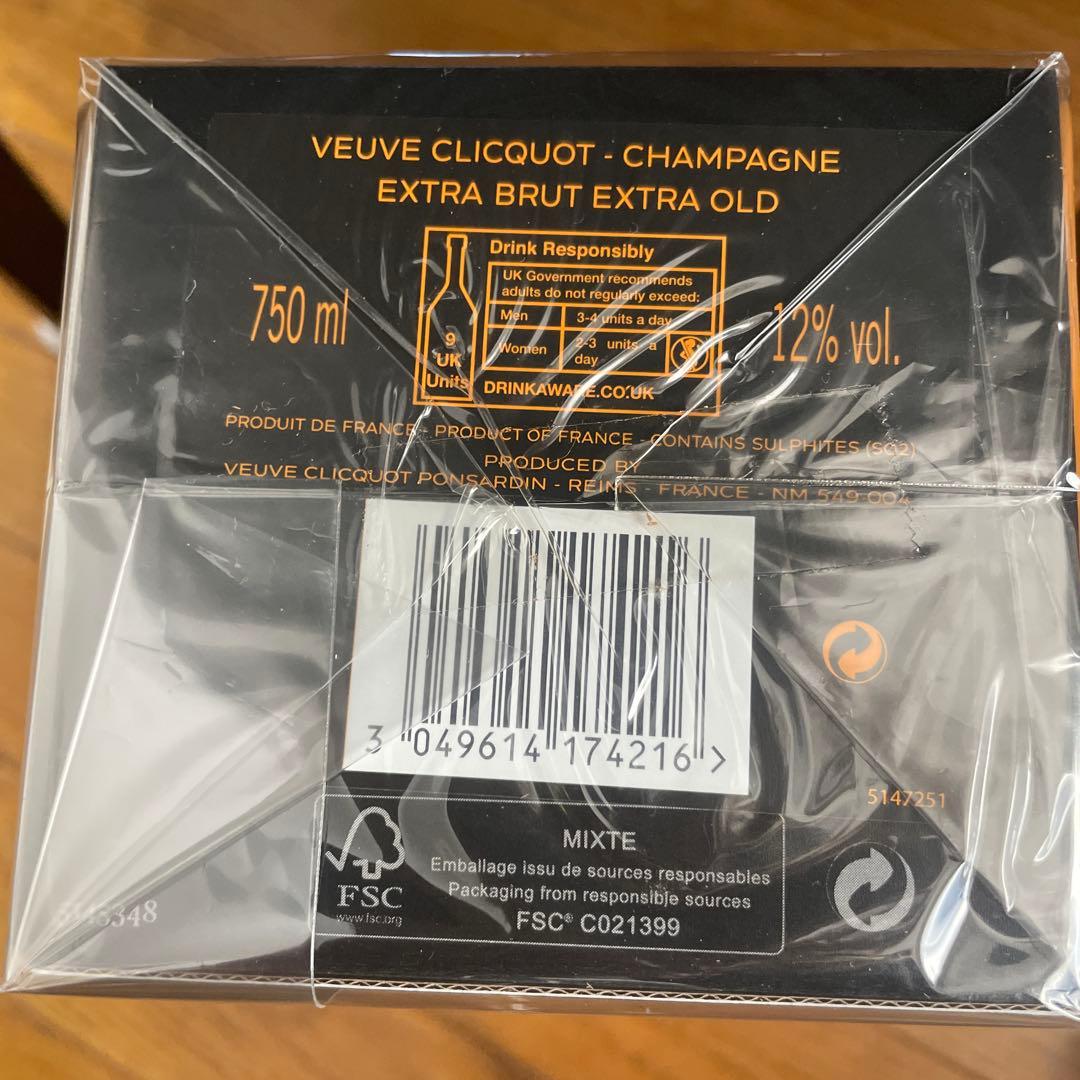 VEUVE CLICQUOT - CHAMPAGNE
EXTRA BRUT EXTRA OLD
750 ml
9
UK
Units
Drink Responsibly
UK Government recommends
adults do not regularly exceed:
Men 3-4 units a day
Women 2-3 units a
day
DRINKAWARE.CO.UK
12% vol.
PRODUIT DE FRANCE - PRODUCT OF FRANCE - CONTAINS SULPHITES (SO2)
PRODUCED BY
VEUVE CLICQUOT PONSARDIN - REIMS - FRANCE - NM 549 004
3 049614 174216 >
5147251
FSC
www.fsc.org
MIXTE
Emballage issu de sources responsables
Packaging from responsible sources
FSC® C021399